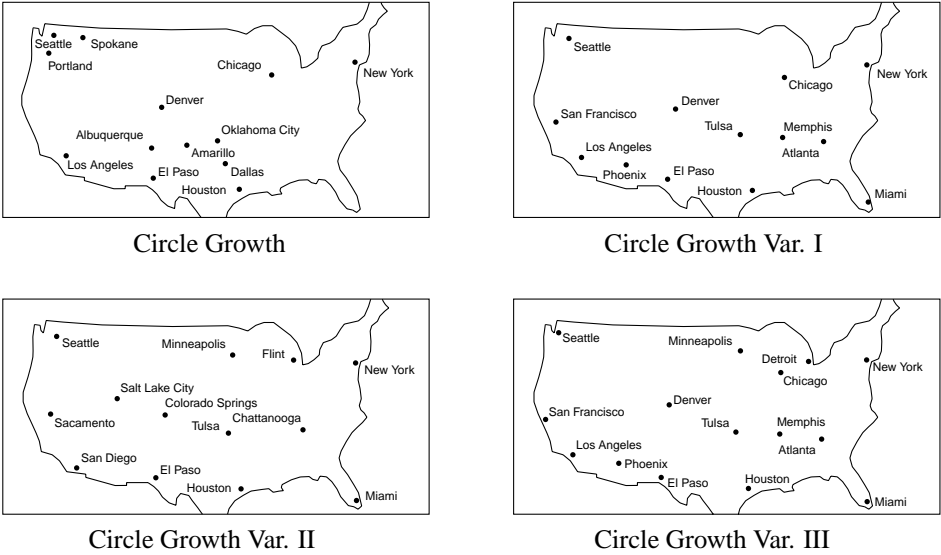 Seattle
Spokane
Portland
Chicago
New York
Denver
Albuquerque
Oklahoma City
Amarillo
Los Angeles
El Paso
Dallas
Houston
Circle Growth
Seattle
New York
Chicago
Denver
San Francisco
Tulsa
Memphis
Los Angeles
Atlanta
Phoenix
El Paso
Houston
Miami
Circle Growth Var. I
Seattle
Minneapolis
Flint
New York
Salt Lake City
Colorado Springs
Sacamento
Tulsa
Chattanooga
San Diego
El Paso
Houston
Miami
Circle Growth Var. II
Seattle
Minneapolis
Detroit
New York
Chicago
Denver
San Francisco
Tulsa
Memphis
Los Angeles
Atlanta
Phoenix
El Paso
Houston
Miami
Circle Growth Var. III